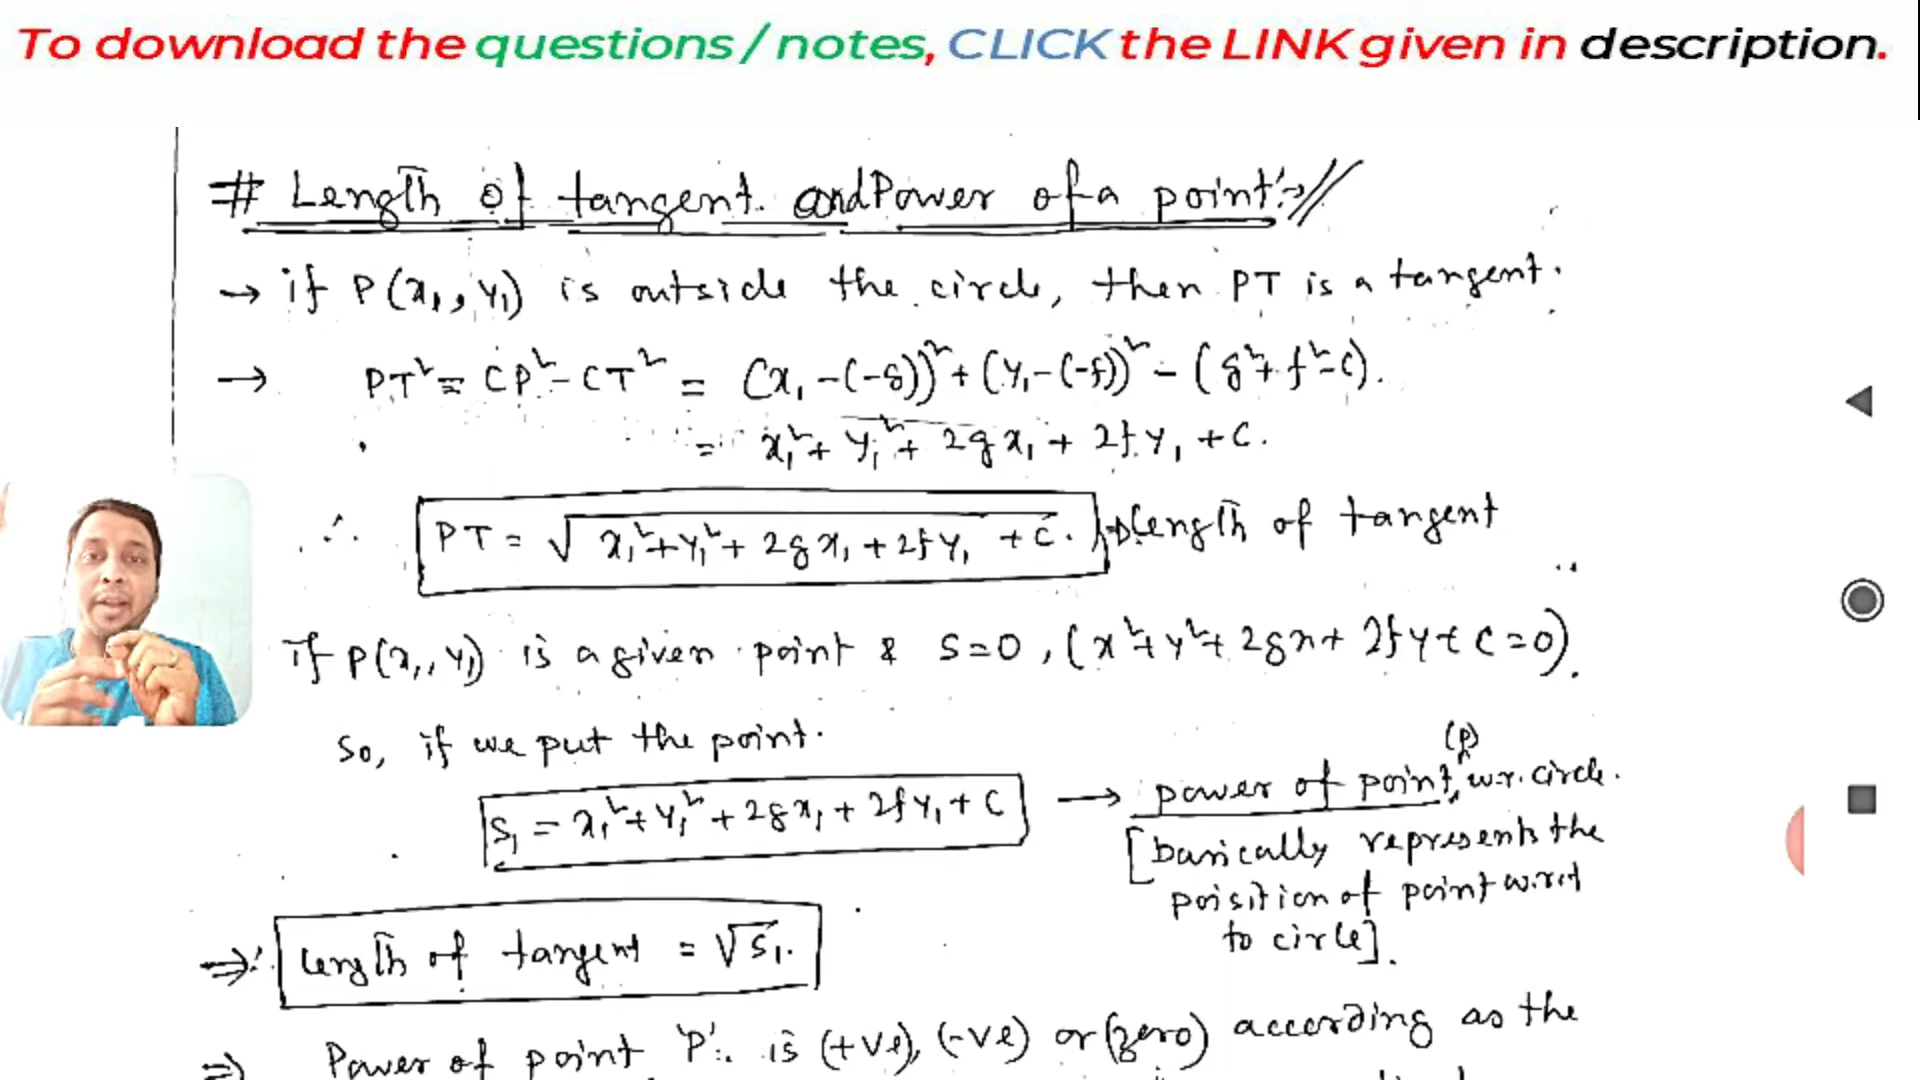 To download the questions / notes, CLICK the LINK given in description.
# Length of tangent and Power of a point :→//
→ if P(x₁, y₁) is outside the circle, then PT is a tangent.
→ PT² = CP² - CT² = (x₁ -(-g))² + (y₁-(-f))² - (g²+f²-c).
= x₁² + y₁² + 2gx₁ + 2fy₁ + c.
∴ PT = √x₁²+y₁²+2gx₁+2fy₁+c. → Length of tangent
If P(x₁, y₁) is a given point & S=0, (x²+y²+2gx+2fy+c=0).
So, if we put the point.
(P)
S₁ = x₁²+y₁²+2gx₁+2fy₁+c → power of point, w.r. circle.
[basically represents the
poisition of point w.r.t
to circle].
⇒ Length of tangent = √S₁.
⇒ Power of point 'P' is (+ve), (-ve) or (zero) according as the